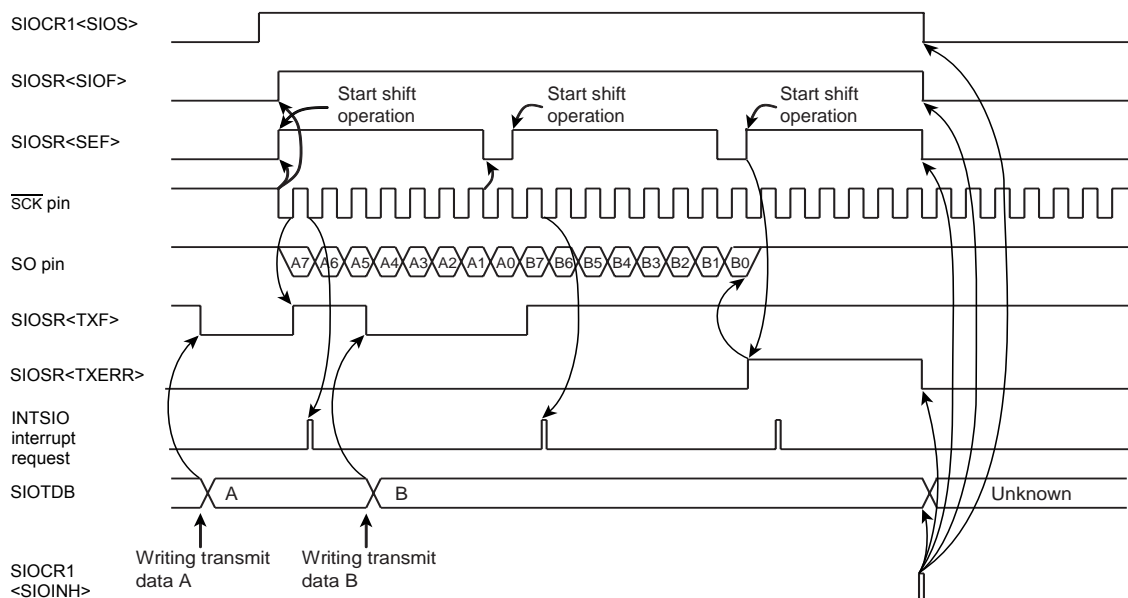 SIOCR1<SIOS>
SIOSR<SIOF>
Start shift
operation
Start shift
operation
Start shift
operation
SIOSR<SEF>
SCK pin
SO pin
A7 A6 A5 A4 A3 A2 A1 A0 B7 B6 B5 B4 B3 B2 B1 B0
SIOSR<TXF>
SIOSR<TXERR>
INTSIO
interrupt
request
SIOTDB
A
B
Unknown
Writing transmit
data A
Writing transmit
data B
SIOCR1
<SIOINH>